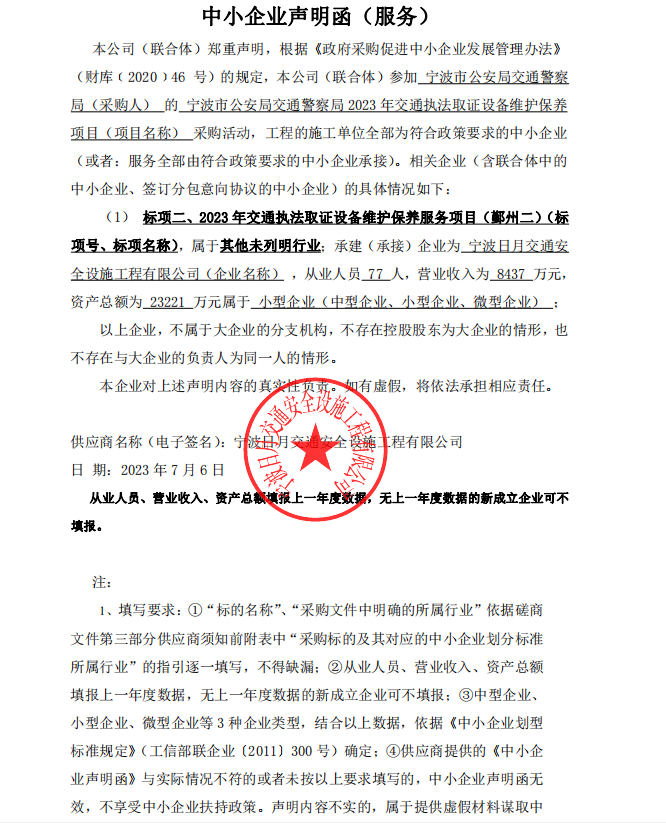 中小企业声明函（服务）
本公司（联合体）郑重声明，根据《政府采购促进中小企业发展管理办法》
（财库﹝2020﹞46 号）的规定，本公司（联合体）参加 宁波市公安局交通警察
局（采购人） 的 宁波市公安局交通警察局 2023 年交通执法取证设备维护保养
项目（项目名称） 采购活动，工程的施工单位全部为符合政策要求的中小企业
（或者：服务全部由符合政策要求的中小企业承接）。相关企业（含联合体中的
中小企业、签订分包意向协议的中小企业）的具体情况如下：
（1） 标项二、2023 年交通执法取证设备维护保养服务项目（鄞州二）（标
项号、标项名称），属于其他未列明行业；承建（承接）企业为 宁波日月交通安
全设施工程有限公司（企业名称） ，从业人员 77 人，营业收入为 8437 万元，
资产总额为 23221 万元属于 小型企业（中型企业、小型企业、微型企业） ；
以上企业，不属于大企业的分支机构，不存在控股股东为大企业的情形，也
不存在与大企业的负责人为同一人的情形。
本企业对上述声明内容的真实性负责。如有虚假，将依法承担相应责任。
供应商名称（电子签名）：宁波日月交通安全设施工程有限公司
日 期：2023 年 7 月 6 日
宁波日月交通安全设施工程有限公司
从业人员、营业收入、资产总额填报上一年度数据，无上一年度数据的新成立企业可不
填报。
注：
1、填写要求：①“标的名称”、“采购文件中明确的所属行业”依据磋商
文件第三部分供应商须知前附表中“采购标的及其对应的中小企业划分标准
所属行业”的指引逐一填写，不得缺漏；②从业人员、营业收入、资产总额
填报上一年度数据，无上一年度数据的新成立企业可不填报；③中型企业、
小型企业、微型企业等 3 种企业类型，结合以上数据，依据《中小企业划型
标准规定》（工信部联企业〔2011〕300 号）确定；④供应商提供的《中小企
业声明函》与实际情况不符的或者未按以上要求填写的，中小企业声明函无
效，不享受中小企业扶持政策。声明内容不实的，属于提供虚假材料谋取中